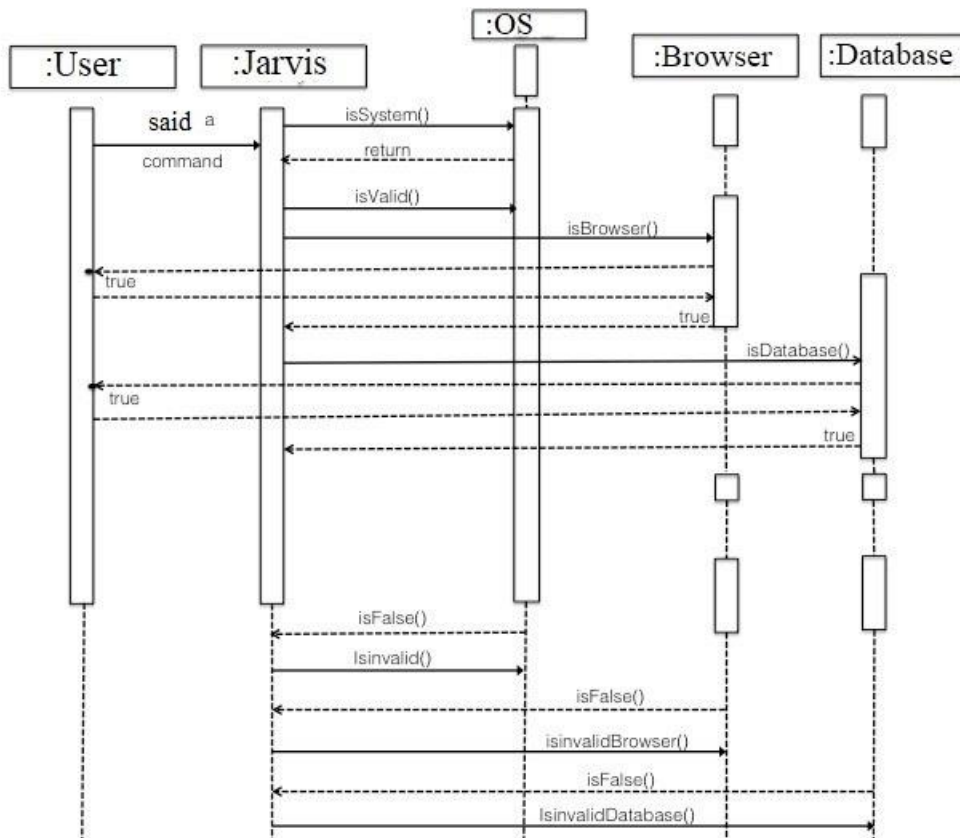 :User
:Jarvis
:OS
:Browser
:Database
said a
command
isSystem()
return
isValid()
isBrowser()
true
true
isDatabase()
true
true
isFalse()
Isinvalid()
isFalse()
isinvalidBrowser()
isFalse()
IsinvalidDatabase()